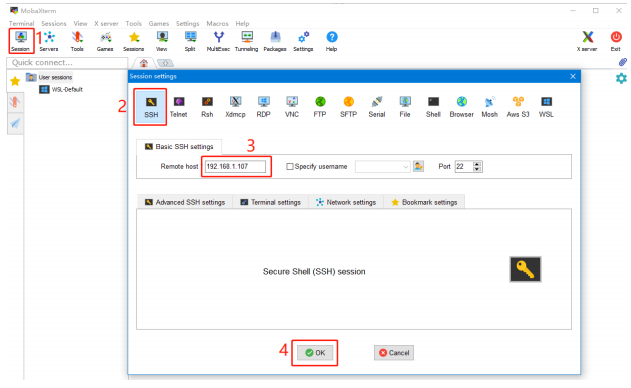 MobaXterm
Terminal Sessions View X server Tools Games Settings Macros Help
Session Servers Tools Games Sessions View Split MultiExec Tunneling Packages Settings Help X server Exit
1
Quick connect...
User sessions
WSL-Default
Session settings
2
SSH Telnet Rsh Xdmcp RDP VNC FTP SFTP Serial File Shell Browser Mosh Aws S3 WSL
Basic SSH settings
3
Remote host 192.168.1.107 Specify username Port 22
Advanced SSH settings Terminal settings Network settings Bookmark settings
Secure Shell (SSH) session
4
OK Cancel